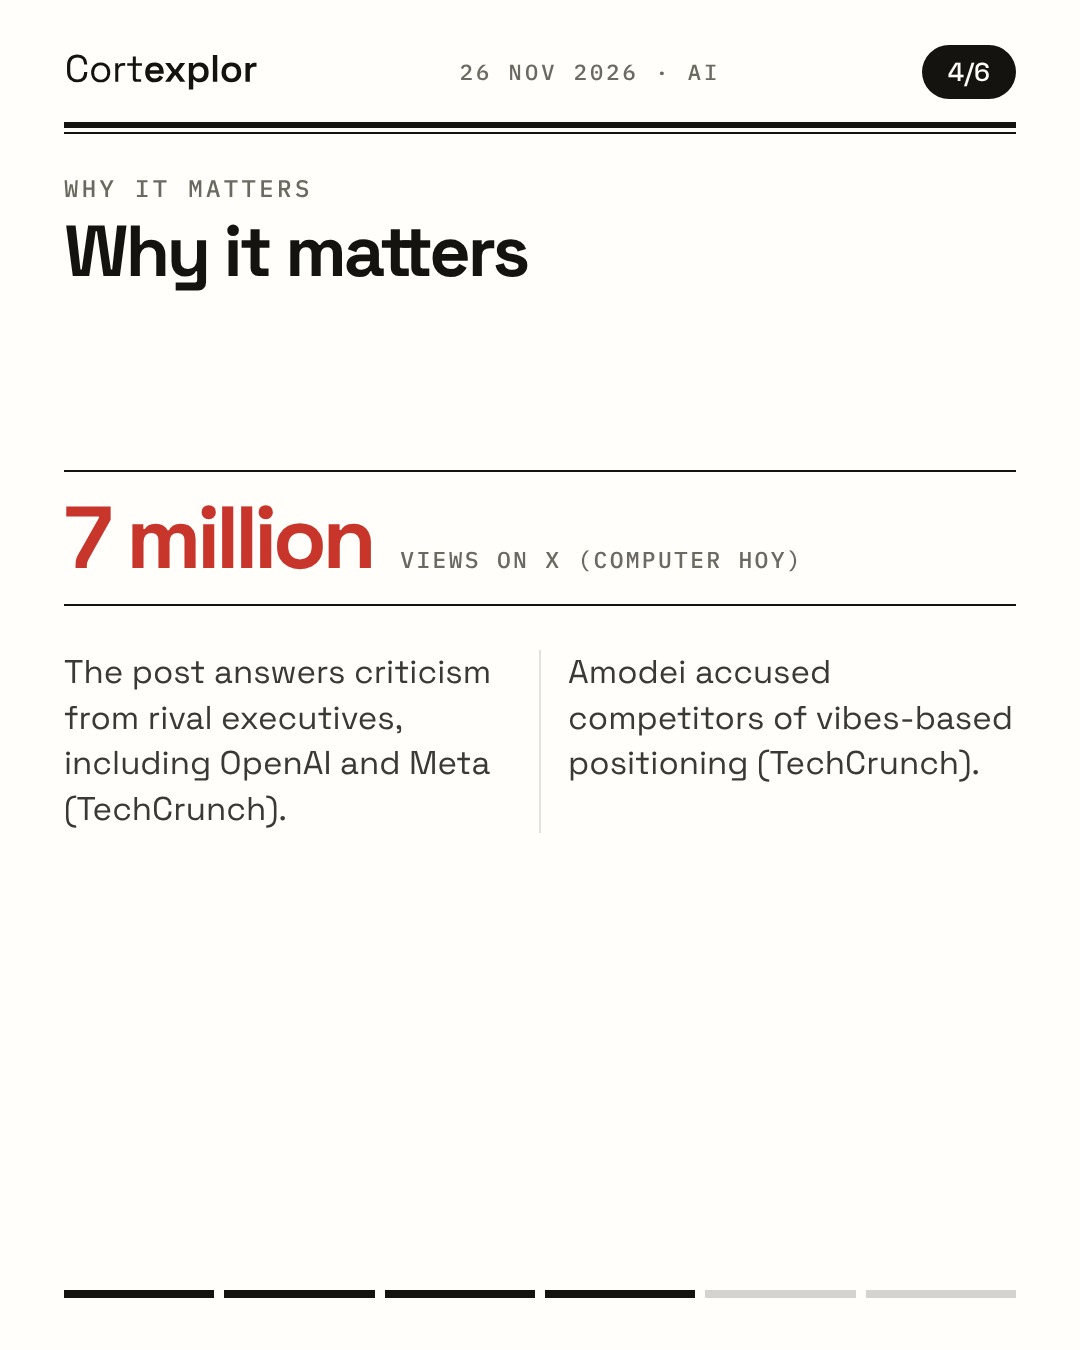 Cortexplor
26 NOV 2026 · AI
4/6
WHY IT MATTERS
Why it matters
7 million VIEWS ON X (COMPUTER HOY)
The post answers criticism
from rival executives,
including OpenAI and Meta
(TechCrunch).
Amodei accused
competitors of vibes-based
positioning (TechCrunch).